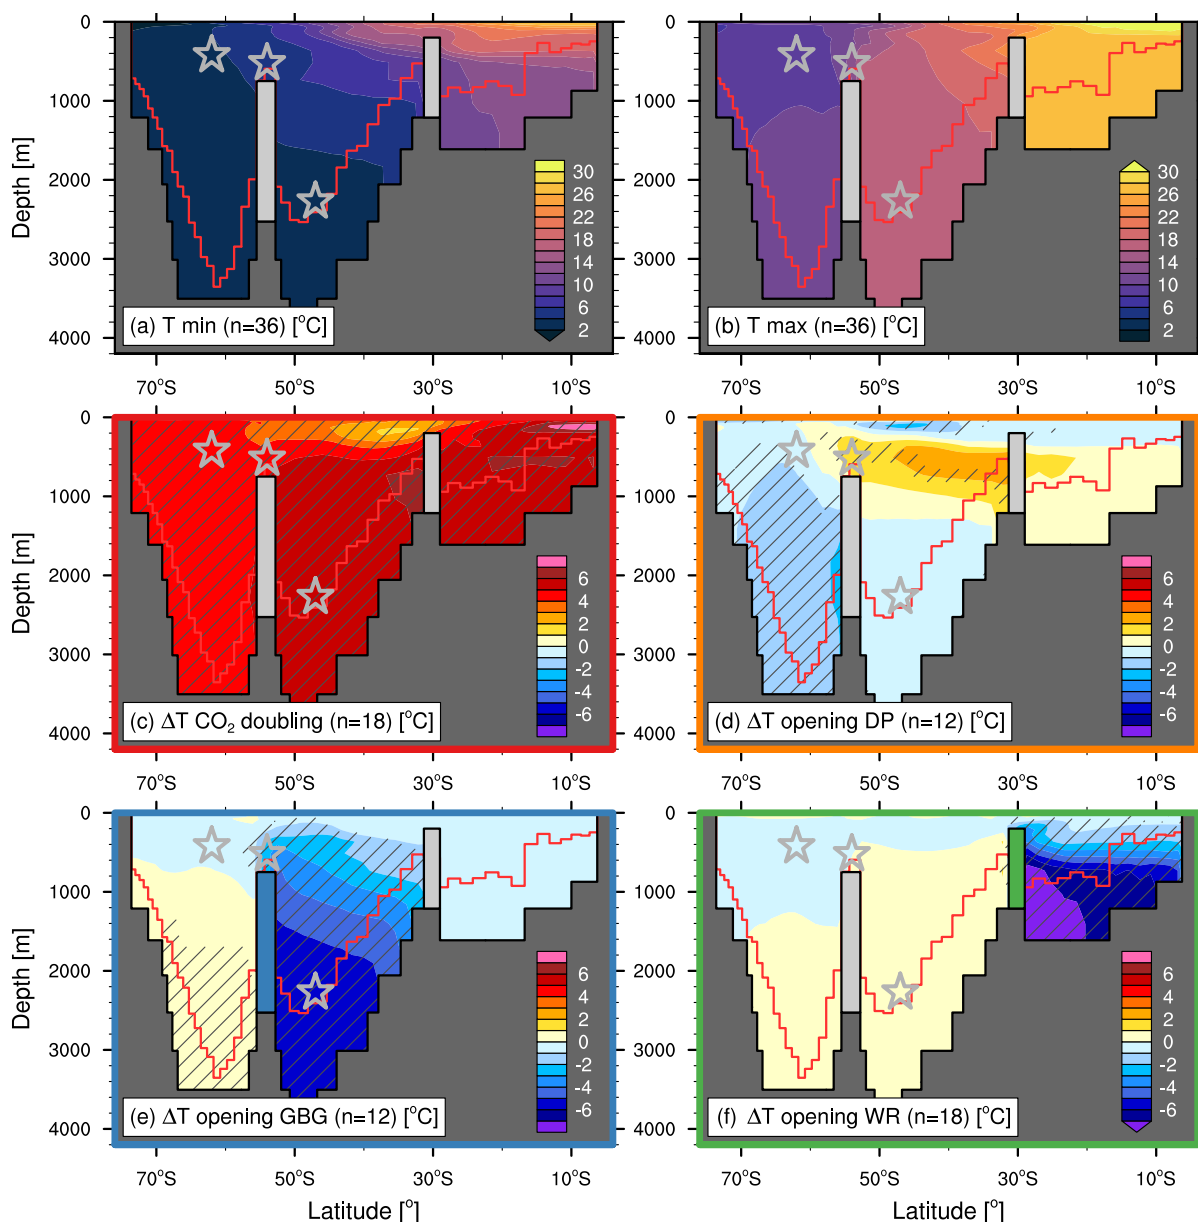 0
1000
2000
3000
4000
Depth [m]
30
26
22
18
14
10
6
2
(a) T min (n=36) [°C]
70°S
50°S
30°S
10°S
0
1000
2000
3000
4000
30
26
22
18
14
10
6
2
(b) T max (n=36) [°C]
70°S
50°S
30°S
10°S
0
1000
2000
3000
4000
Depth [m]
6
4
2
0
-2
-4
-6
(c) ΔT CO₂ doubling (n=18) [°C]
70°S
50°S
30°S
10°S
0
1000
2000
3000
4000
6
4
2
0
-2
-4
-6
(d) ΔT opening DP (n=12) [°C]
70°S
50°S
30°S
10°S
0
1000
2000
3000
4000
Depth [m]
6
4
2
0
-2
-4
-6
(e) ΔT opening GBG (n=12) [°C]
70°S
50°S
30°S
10°S
Latitude [°]
0
1000
2000
3000
4000
6
4
2
0
-2
-4
-6
(f) ΔT opening WR (n=18) [°C]
70°S
50°S
30°S
10°S
Latitude [°]